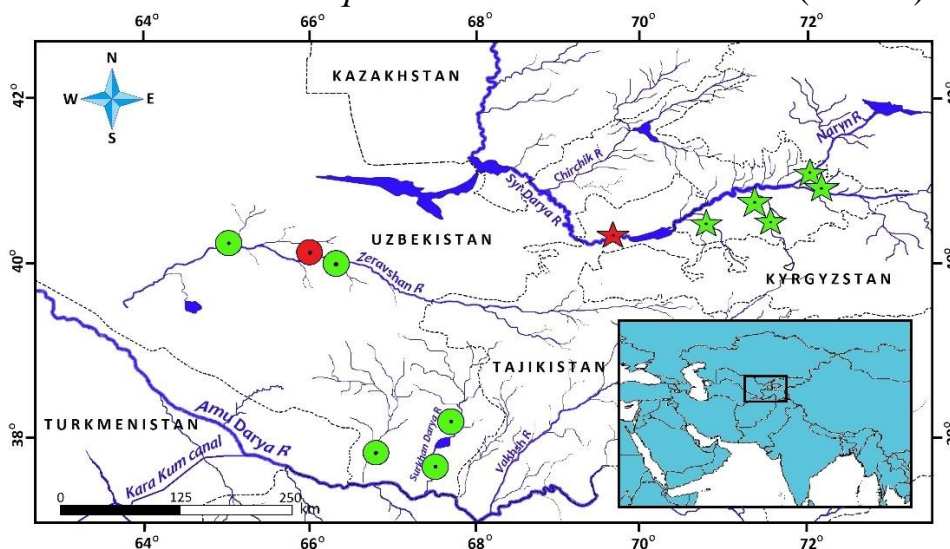 64° 66° 68° 70° 72°
N
W E
S
KAZAKHSTAN
42°
Naryn R
Chirchik R
Syr Darya R
UZBEKISTAN
Zeravshan R
40°
KYRGYZSTAN
TAJIKISTAN
TURKMENISTAN
Amu Darya R
Surkhan Darya R
Vakhsh R
38°
Kara Kum canal
0 125 250
km
64° 66° 68° 70° 72°